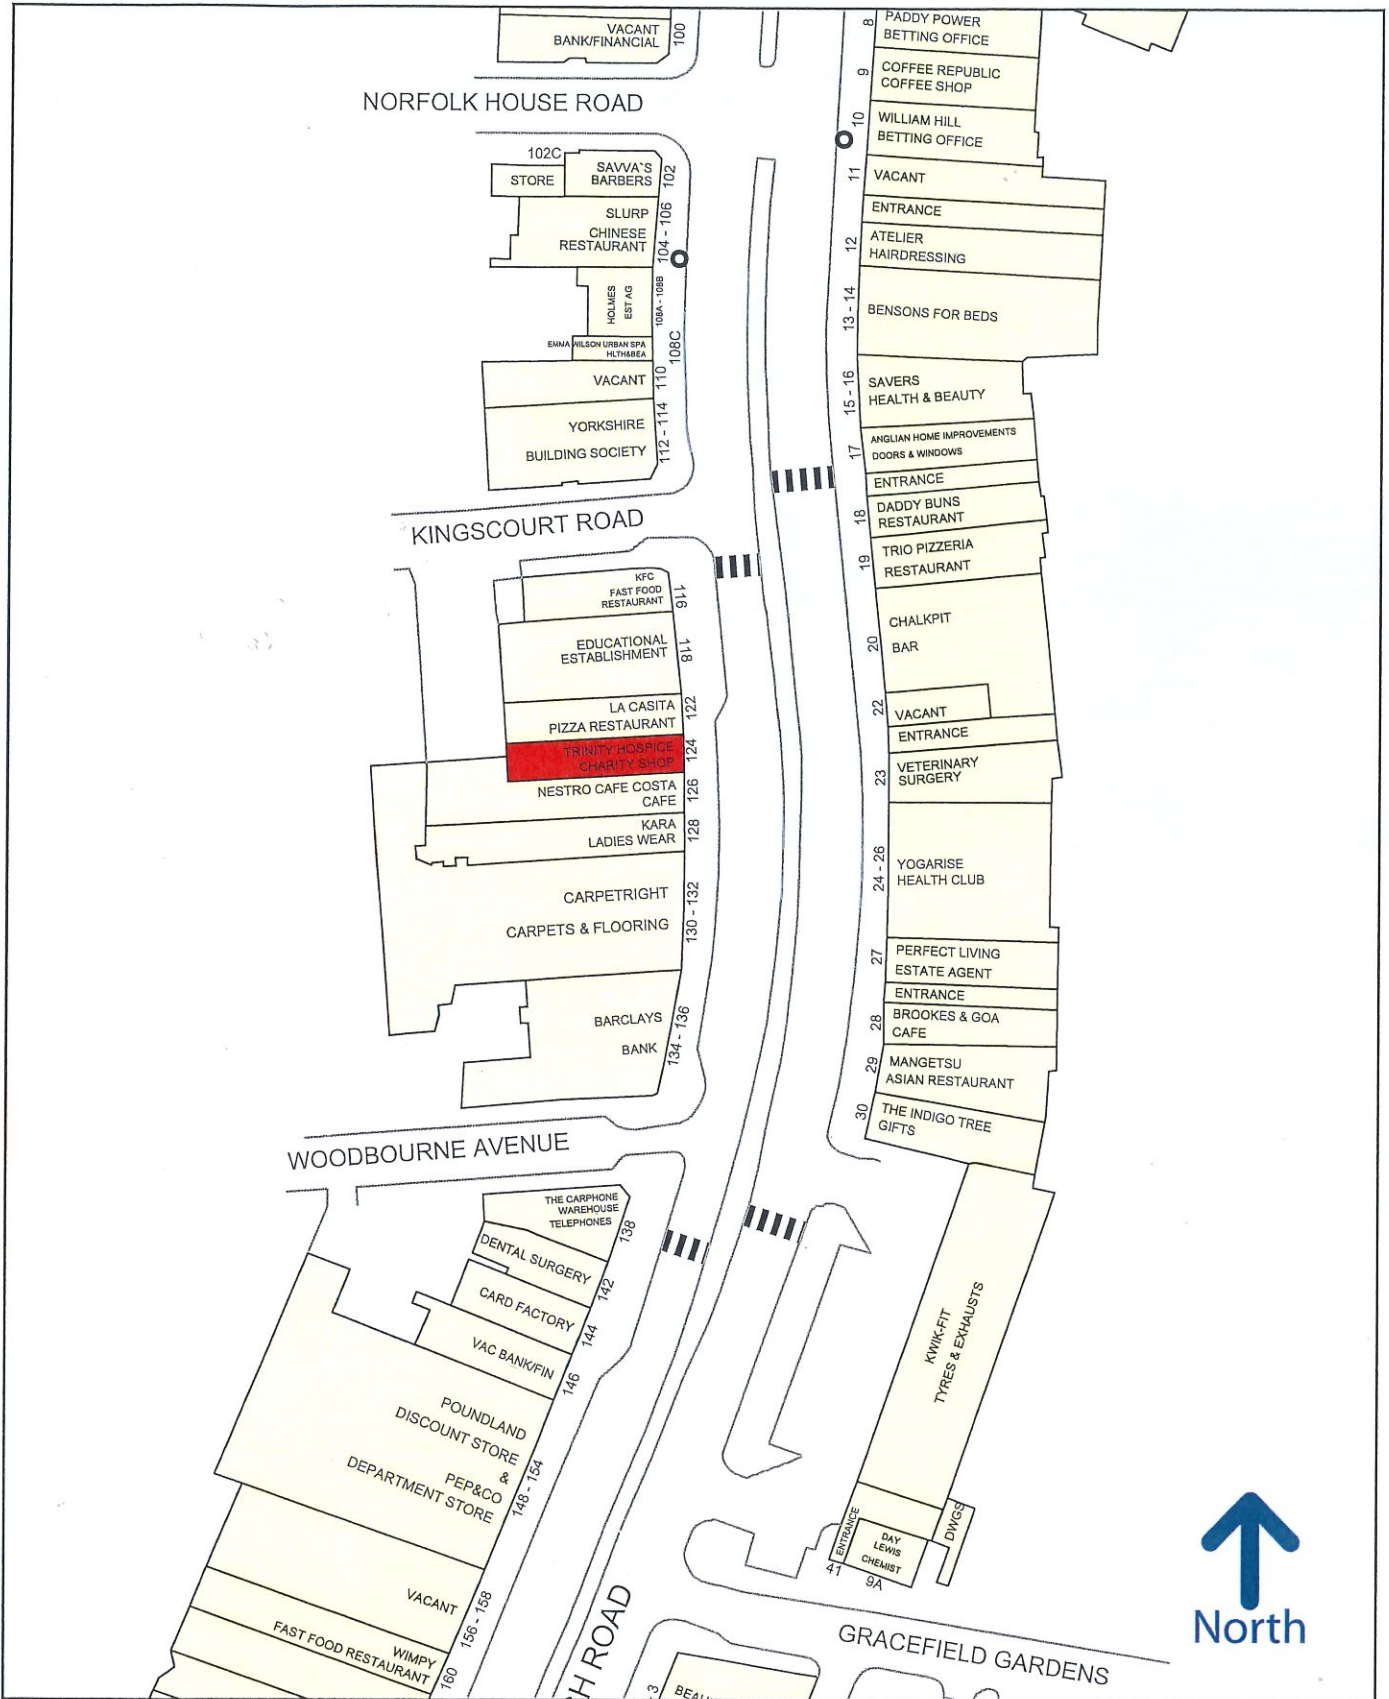 VACANT
BANK/FINANCIAL
100
NORFOLK HOUSE ROAD
102C
STORE
SAVVA`S
BARBERS
102
SLURP
CHINESE
RESTAURANT
104 - 106
HOLMES
EST AG
108A - 108B
EMMA WILSON URBAN SPA
HLTH&BEA
108C
VACANT
110
YORKSHIRE
BUILDING SOCIETY
112 - 114
KINGSCOURT ROAD
KFC
FAST FOOD
RESTAURANT
116
EDUCATIONAL
ESTABLISHMENT
118
LA CASITA
PIZZA RESTAURANT
122
TRINITY HOSPICE
CHARITY SHOP
124
NESTRO CAFE COSTA
CAFE
126
KARA
LADIES WEAR
128
CARPETRIGHT
CARPETS & FLOORING
130 - 132
BARCLAYS
BANK
134 - 136
WOODBOURNE AVENUE
THE CARPHONE
WAREHOUSE
TELEPHONES
138
DENTAL SURGERY
142
CARD FACTORY
144
VAC BANK/FIN
146
POUNDLAND
DISCOUNT STORE
&
PEP&CO
DEPARTMENT STORE
148 - 154
VACANT
156 - 158
WIMPY
FAST FOOD RESTAURANT
160
8
PADDY POWER
BETTING OFFICE
9
COFFEE REPUBLIC
COFFEE SHOP
10
WILLIAM HILL
BETTING OFFICE
11
VACANT
ENTRANCE
12
ATELIER
HAIRDRESSING
13 - 14
BENSONS FOR BEDS
15 - 16
SAVERS
HEALTH & BEAUTY
17
ANGLIAN HOME IMPROVEMENTS
DOORS & WINDOWS
ENTRANCE
18
DADDY BUNS
RESTAURANT
19
TRIO PIZZERIA
RESTAURANT
20
CHALKPIT
BAR
22
VACANT
ENTRANCE
23
VETERINARY
SURGERY
24 - 26
YOGARISE
HEALTH CLUB
27
PERFECT LIVING
ESTATE AGENT
ENTRANCE
28
BROOKES & GOA
CAFE
29
MANGETSU
ASIAN RESTAURANT
30
THE INDIGO TREE
GIFTS
KWIK-FIT
TYRES & EXHAUSTS
ENTRANCE
41
DAY
LEWIS
CHEMIST
9A
DWGS
GRACEFIELD GARDENS
CH ROAD
3
BEAU
North